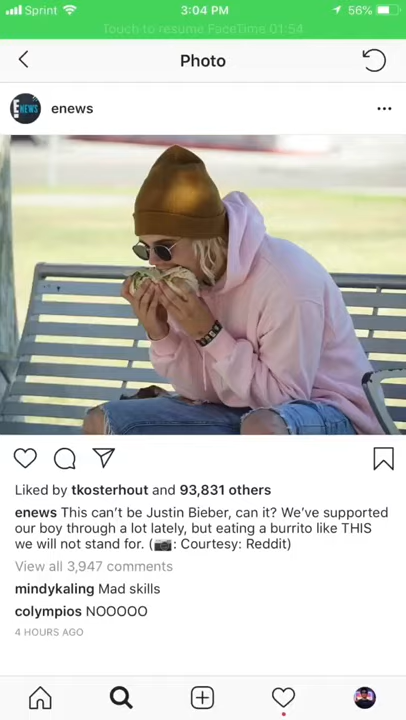 Sprint 3:04 PM 56%
Touch to resume FaceTime 01:54
Photo
E NEWS enews
Liked by tkosterhout and 93,831 others
enews This can't be Justin Bieber, can it? We've supported
our boy through a lot lately, but eating a burrito like THIS
we will not stand for. (📷: Courtesy: Reddit)
View all 3,947 comments
mindykaling Mad skills
colympios NOOOOO
4 HOURS AGO